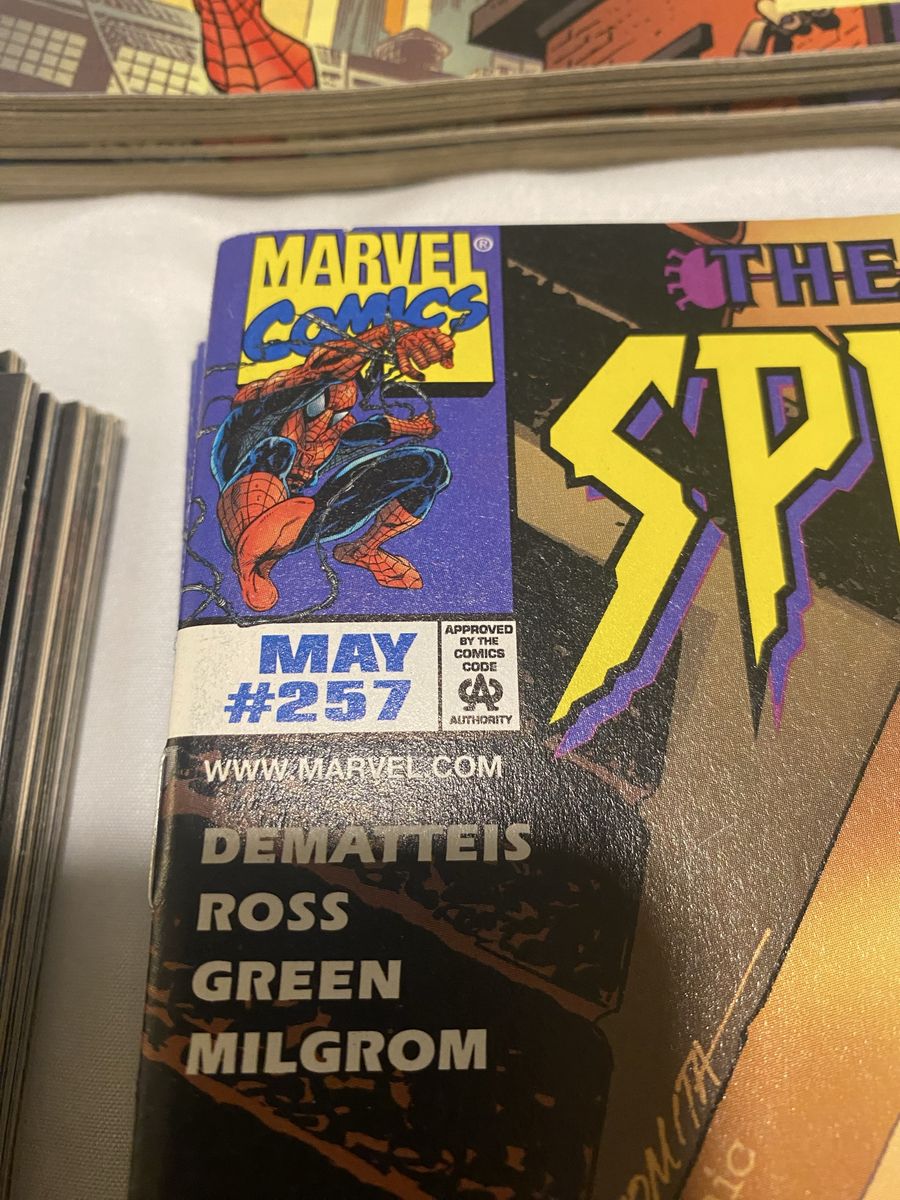 MARVEL®
COMICS
THE
SP
MAY
#257
APPROVED
BY THE
COMICS
CODE
AUTHORITY
WWW.MARVEL.COM
DEMATTEIS
ROSS
GREEN
MILGROM